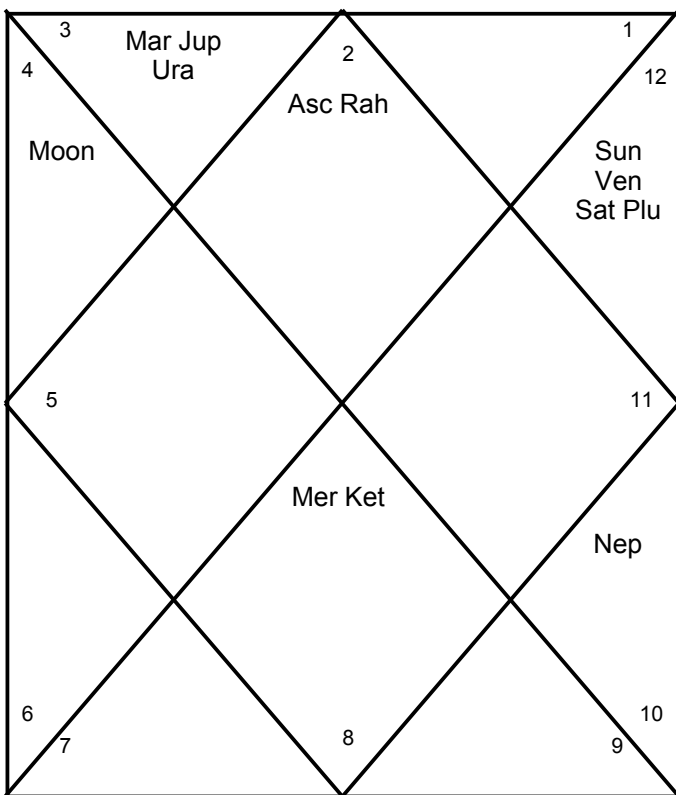 3
Mar Jup
Ura
2
1
4
12
Asc Rah
Moon
Sun
Ven
Sat Plu
5
11
Mer Ket
Nep
6
7
8
9
10